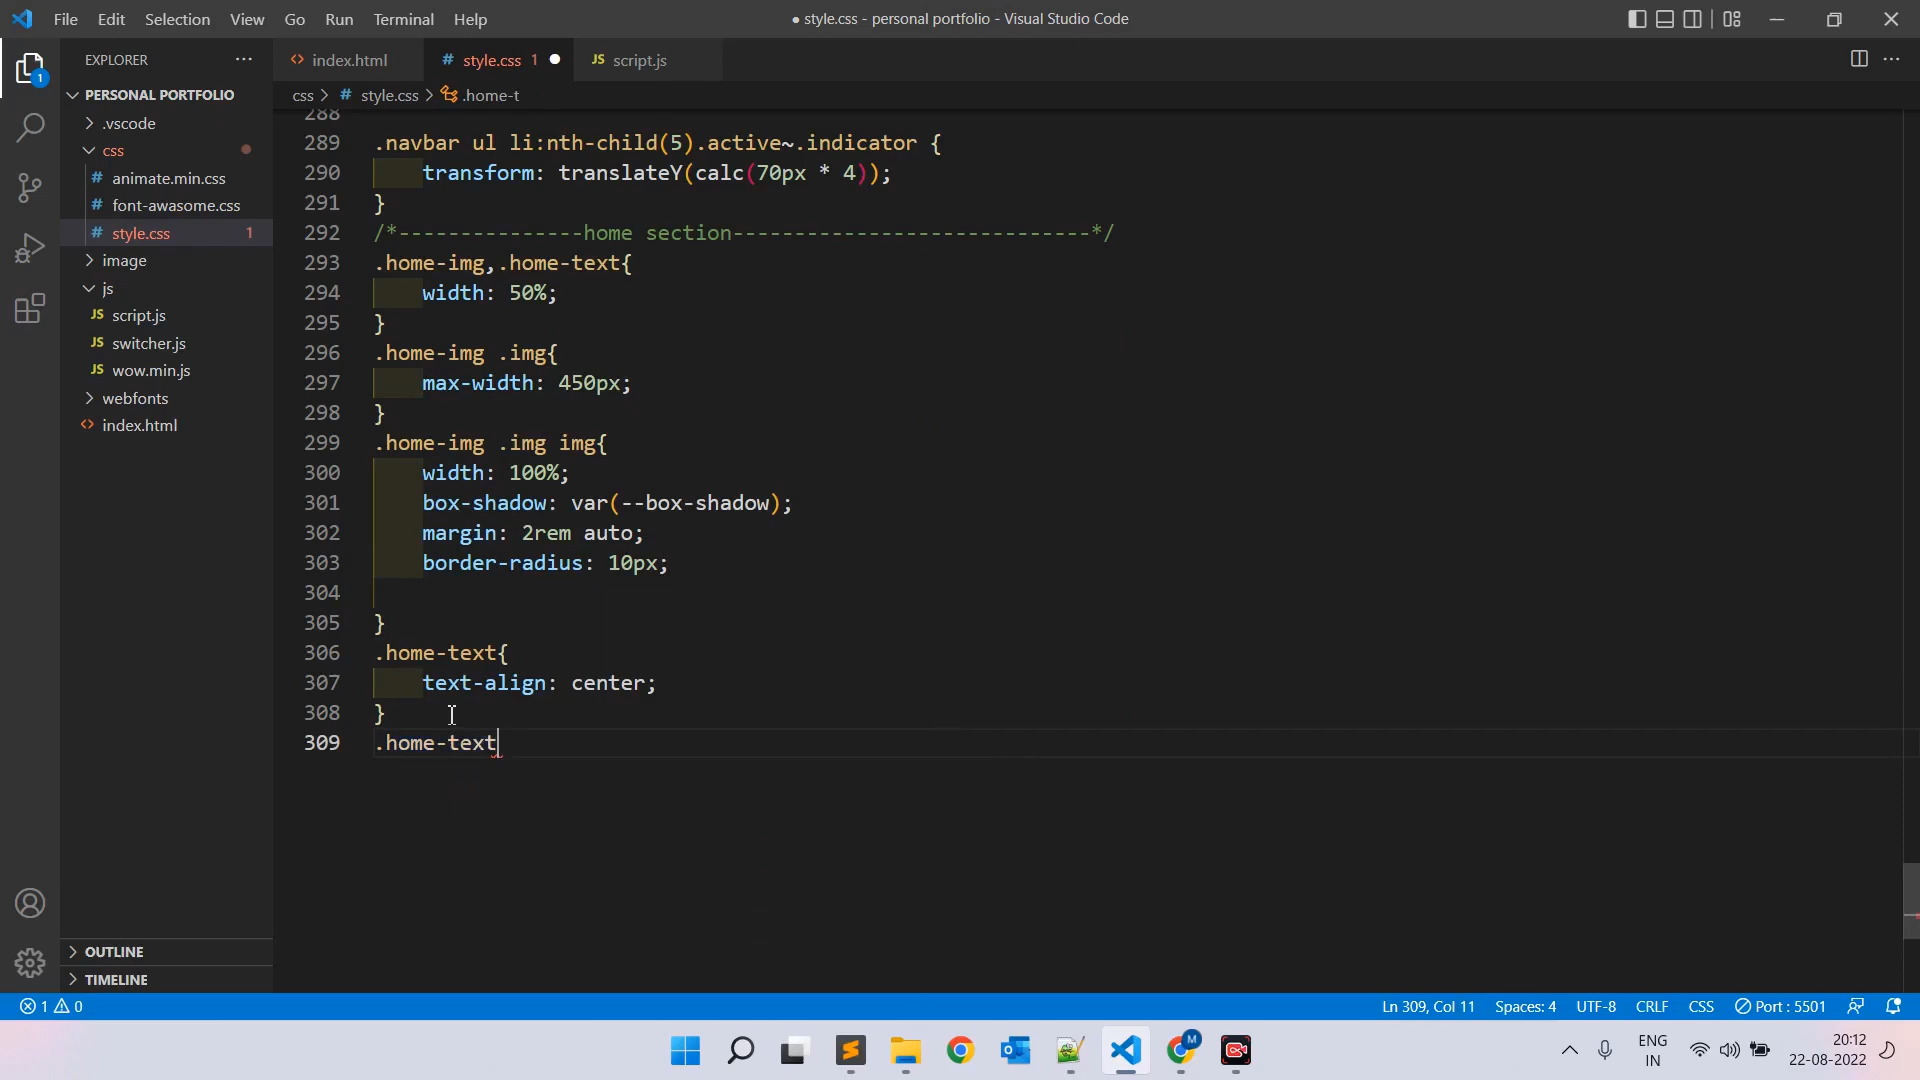 File Edit Selection View Go Run Terminal Help
● style.css - personal portfolio - Visual Studio Code
EXPLORER
index.html
# style.css 1 ●
JS script.js
PERSONAL PORTFOLIO
css > # style.css > .home-t
.vscode
css
# animate.min.css
# font-awasome.css
# style.css 1
image
js
JS script.js
JS switcher.js
JS wow.min.js
webfonts
<> index.html
OUTLINE
TIMELINE
288
289 .navbar ul li:nth-child(5).active~.indicator {
290 transform: translateY(calc(70px * 4));
291 }
292 /*---------------home section-----------------------------*/
293 .home-img,.home-text{
294 width: 50%;
295 }
296 .home-img .img{
297 max-width: 450px;
298 }
299 .home-img .img img{
300 width: 100%;
301 box-shadow: var(--box-shadow);
302 margin: 2rem auto;
303 border-radius: 10px;
304
305 }
306 .home-text{
307 text-align: center;
308 }
309 .home-text
1 0
Ln 309, Col 11 Spaces: 4 UTF-8 CRLF CSS Port : 5501
M
ENG
IN
20:12
22-08-2022
1